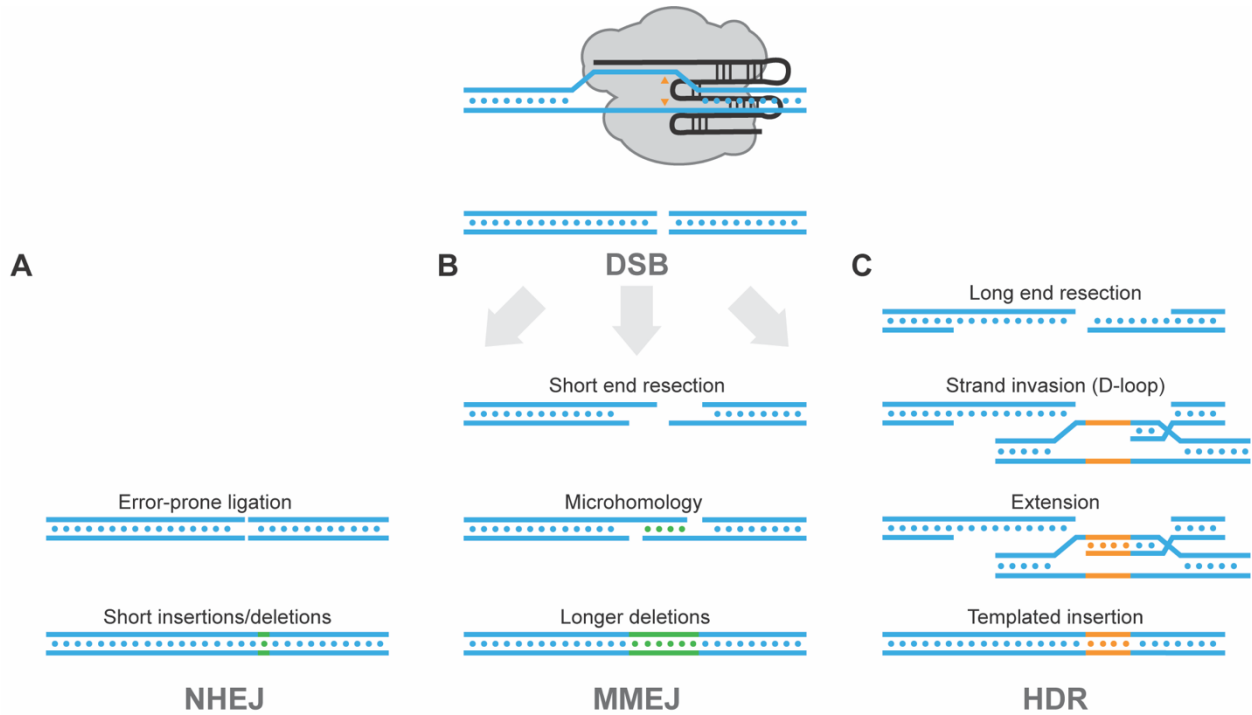 A
B
DSB
C
Error-prone ligation
Short insertions/deletions
NHEJ
Short end resection
Microhomology
Longer deletions
MMEJ
Long end resection
Strand invasion (D-loop)
Extension
Templated insertion
HDR